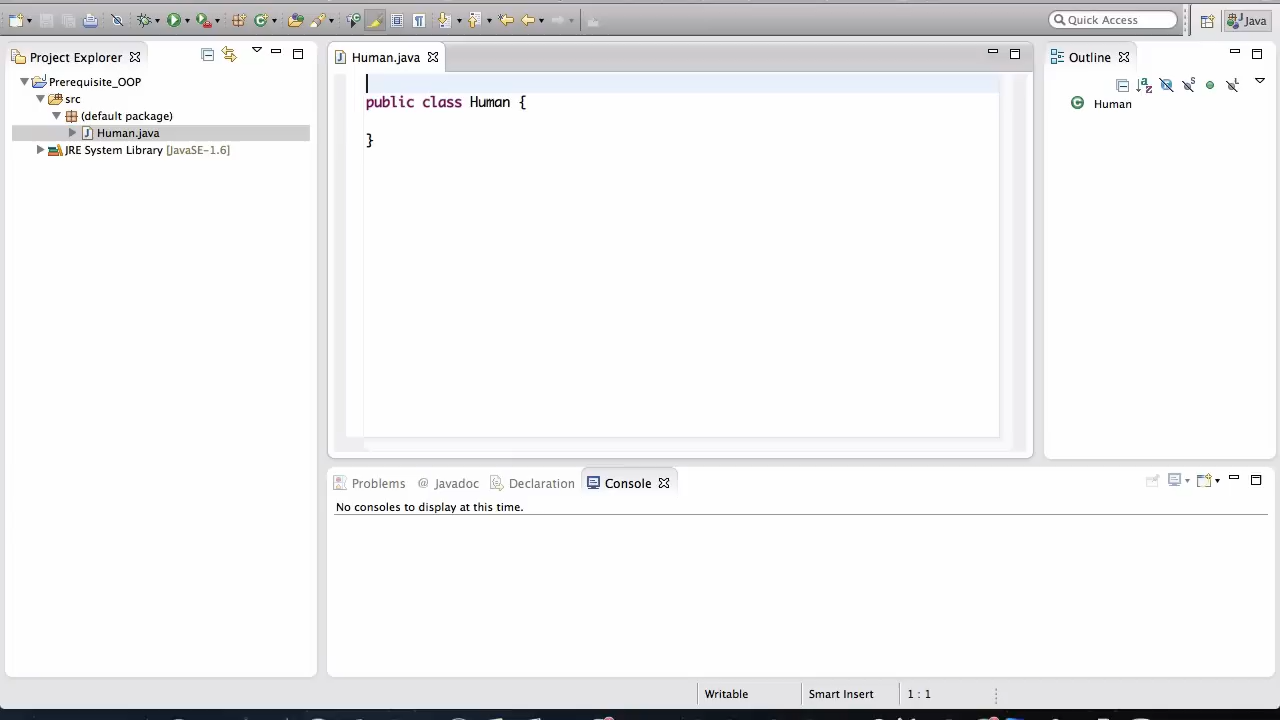 Quick Access
Java
Project Explorer
Prerequisite_OOP
src
(default package)
Human.java
JRE System Library [JavaSE-1.6]
Human.java
public class Human {
}
Outline
Human
Problems
@ Javadoc
Declaration
Console
No consoles to display at this time.
Writable
Smart Insert
1 : 1